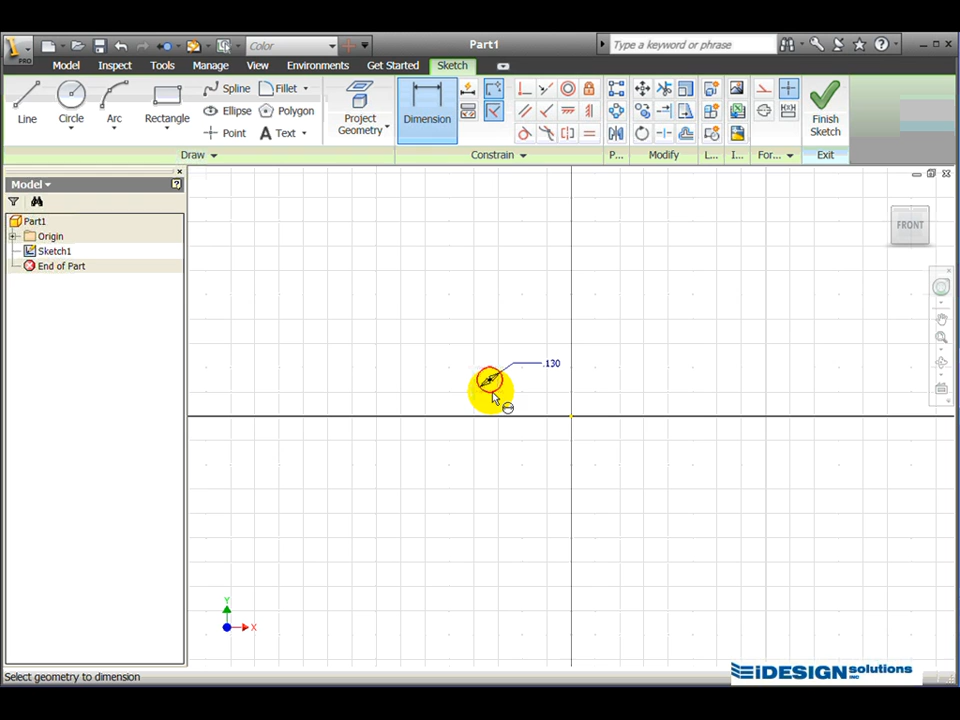 PRO
Color
Part1
Type a keyword or phrase
Model Inspect Tools Manage View Environments Get Started Sketch
Line
Circle
Arc
Rectangle
Spline
Ellipse
Point
Fillet
Polygon
Text
Project
Geometry
Dimension
Finish
Sketch
Draw
Constrain
P...
Modify
L...
I...
For...
Exit
Model
Part1
Origin
Sketch1
End of Part
FRONT
.130
Y
X
Select geometry to dimension
iDESIGN solutions
INC